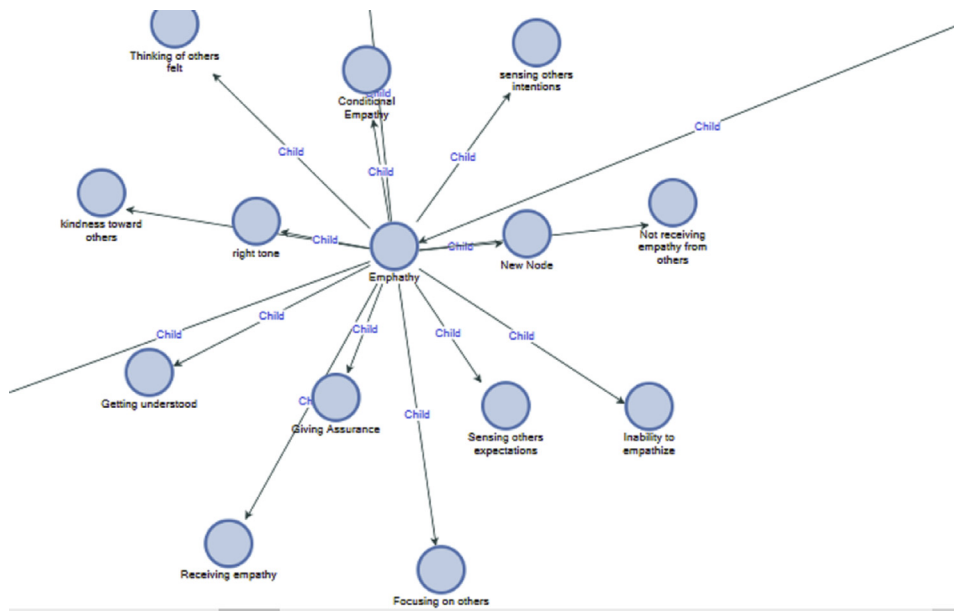 Thinking of others
felt
Child
Conditional
Empathy
sensing others
intentions
Child
Child
Child
Child
kindness toward
others
right tone
Child
Emphathy
Child
New Node
Not receiving
empathy from
others
Child
Child
Child
Child
Child
Getting understood
Giving Assurance
Child
Sensing others
expectations
Inability to
empathize
Receiving empathy
Focusing on others